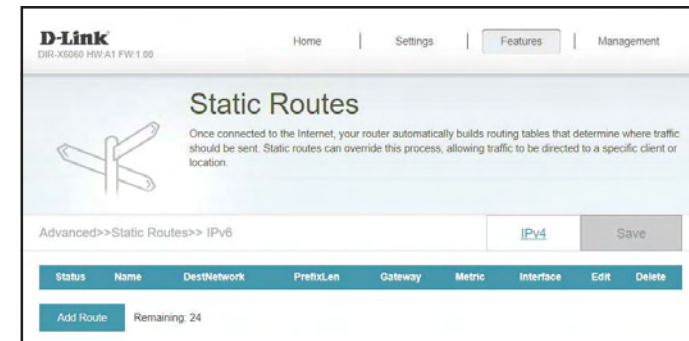 D-Link
DIR-X6060 HW:A1 FW:1.00
Home | Settings | Features | Management
Static Routes
Once connected to the Internet, your router automatically builds routing tables that determine where traffic
should be sent. Static routes can override this process, allowing traffic to be directed to a specific client or
location.
Advanced>>Static Routes>> IPv6
IPv4
Save
Status Name DestNetwork PrefixLen Gateway Metric Interface Edit Delete
Add Route Remaining: 24